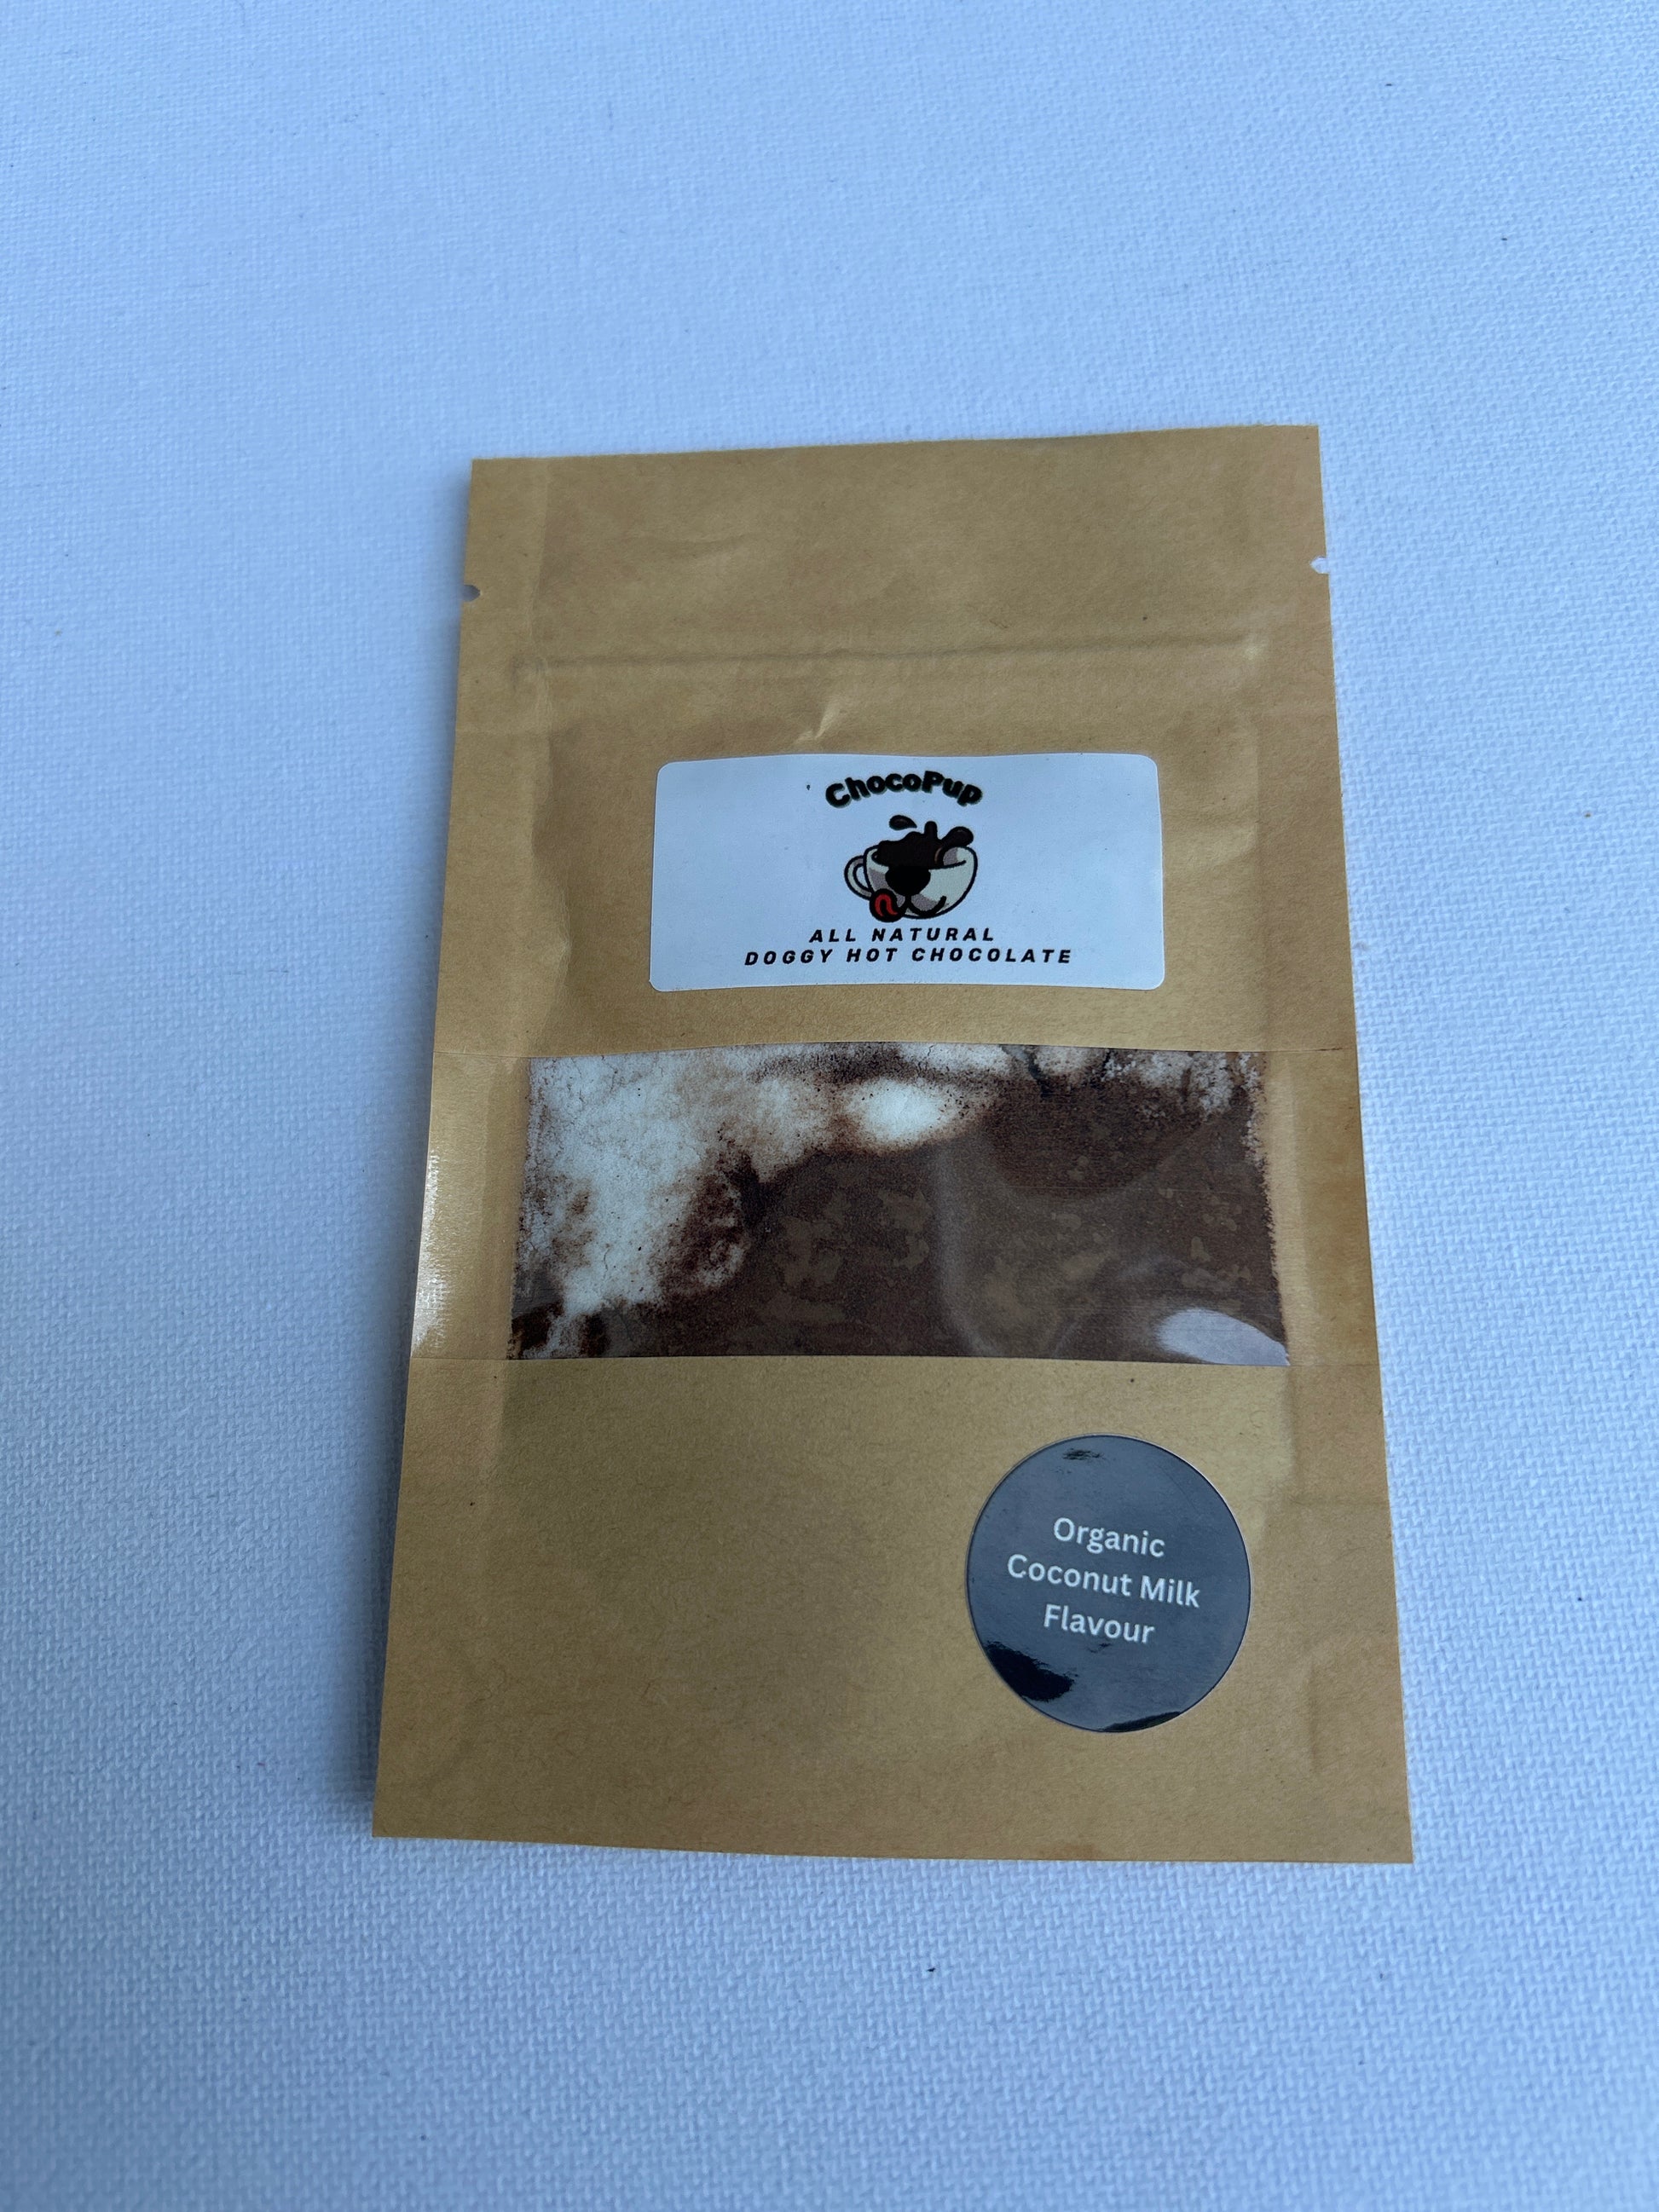 ChocoPup
ALL NATURAL
DOGGY HOT CHOCOLATE
Organic
Coconut Milk
Flavour